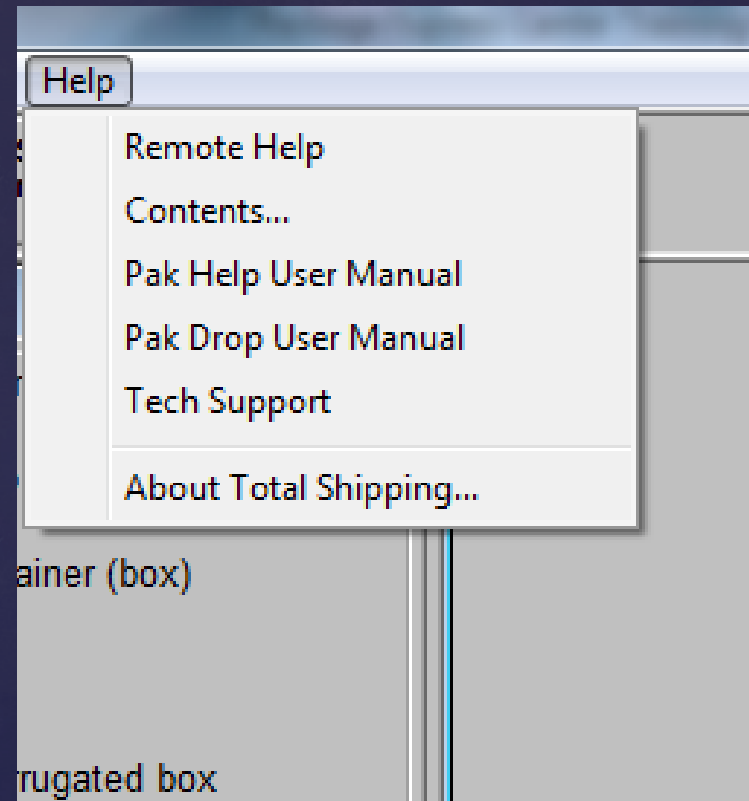 Help
Remote Help
Contents...
Pak Help User Manual
Pak Drop User Manual
Tech Support
About Total Shipping...
ainer (box)
rugated box